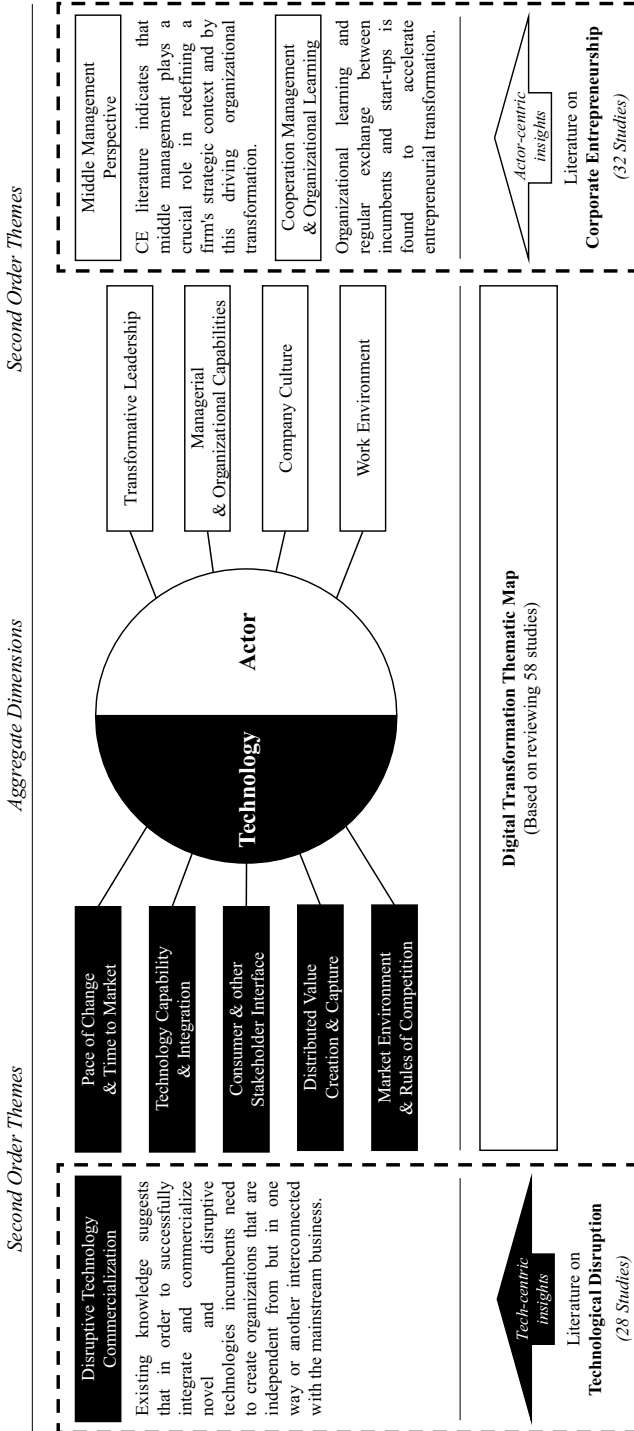 Second Order Themes
Aggregate Dimensions
Second Order Themes
Disruptive Technology
Commercialization
Existing knowledge suggests
that in order to successfully
integrate and commercialize
novel and disruptive
technologies incumbents need
to create organizations that are
independent from but in one
way or another interconnected
with the mainstream business.
Tech-centric
insights
Literature on
Technological Disruption
(28 Studies)
Pace of Change
& Time to Market
Technology Capability
& Integration
Consumer & other
Stakeholder Interface
Distributed Value
Creation & Capture
Market Environment
& Rules of Competition
Technology
Actor
Transformative Leadership
Managerial
& Organizational Capabilities
Company Culture
Work Environment
Digital Transformation Thematic Map
(Based on reviewing 58 studies)
Middle Management
Perspective
CE literature indicates that
middle management plays a
crucial role in redefining a
firm's strategic context and by
this driving organizational
transformation.
Cooperation Management
& Organizational Learning
Organizational learning and
regular exchange between
incumbents and start-ups is
found to accelerate
entrepreneurial transformation.
Actor-centric
insights
Literature on
Corporate Entrepreneurship
(32 Studies)